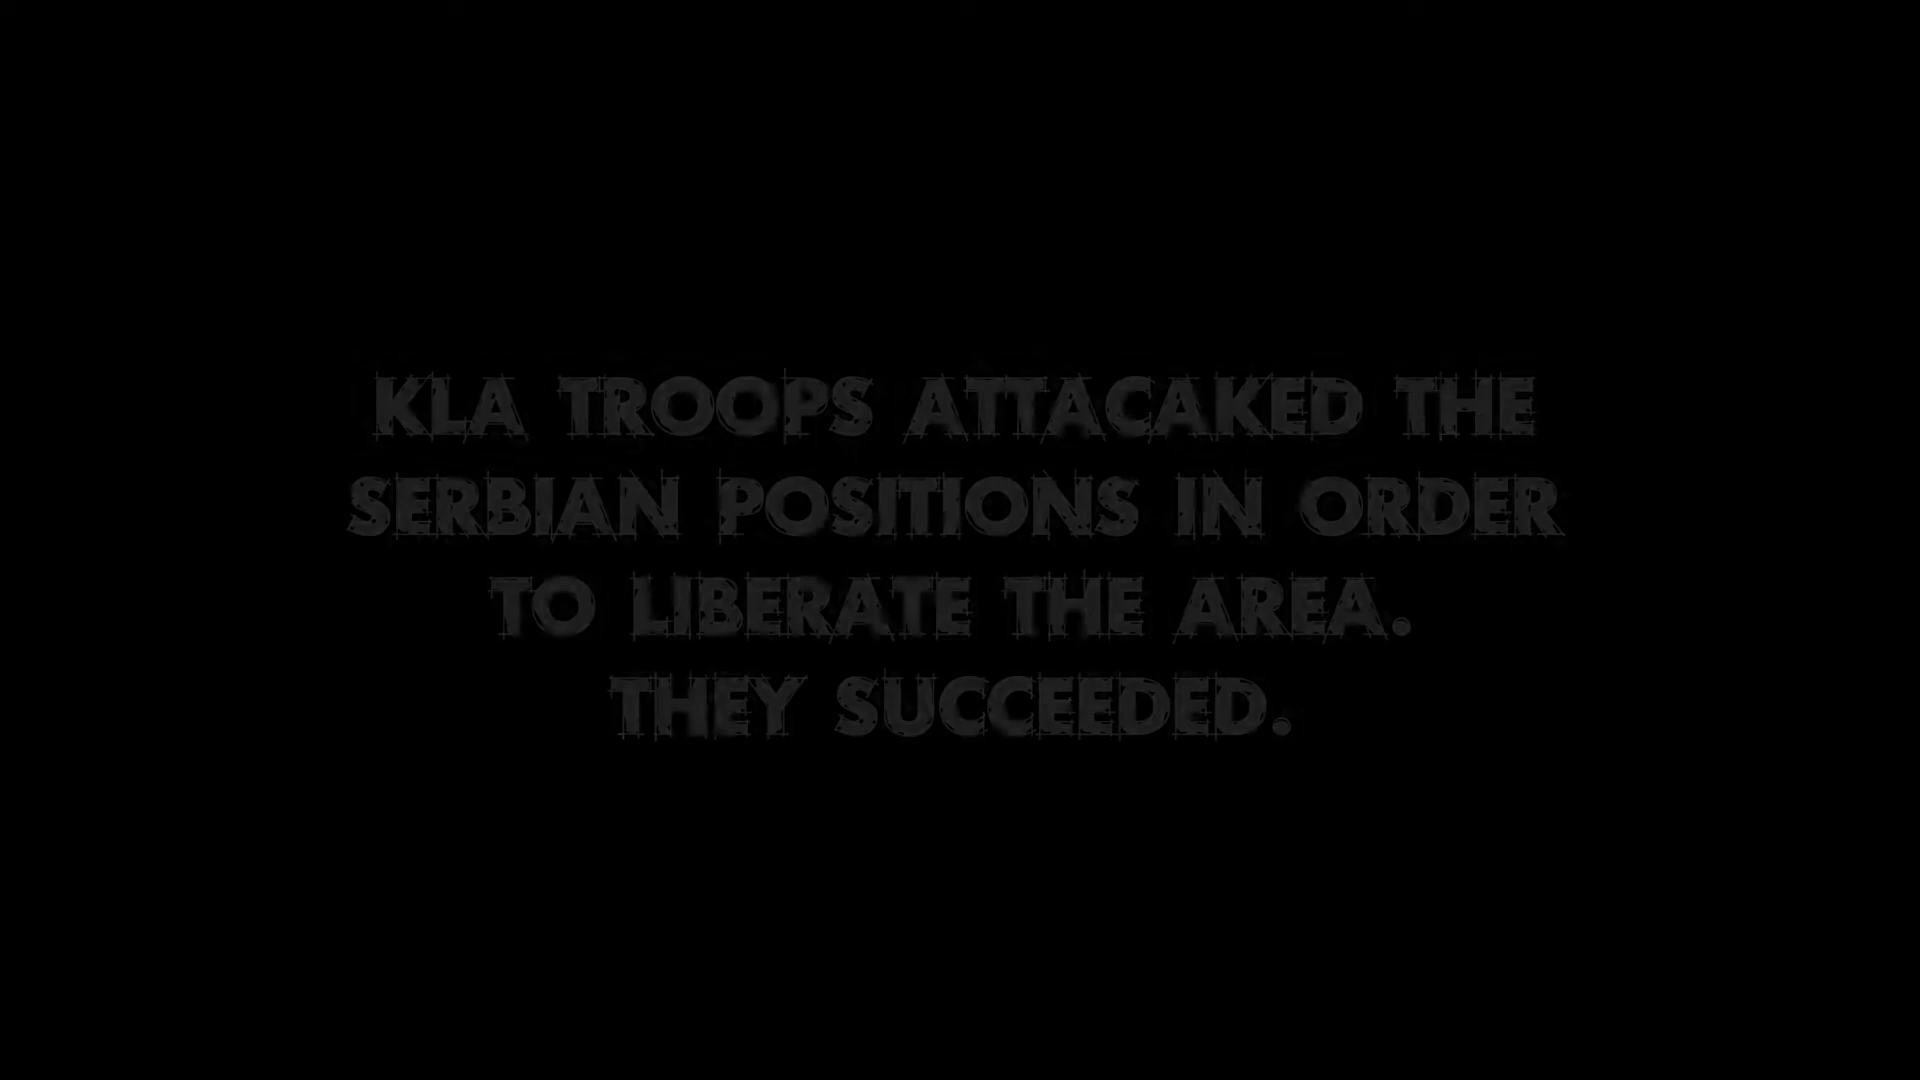 KLA TROOPS ATTACAKED THE
SERBIAN POSITIONS IN ORDER
TO LIBERATE THE AREA.
THEY SUCCEEDED.